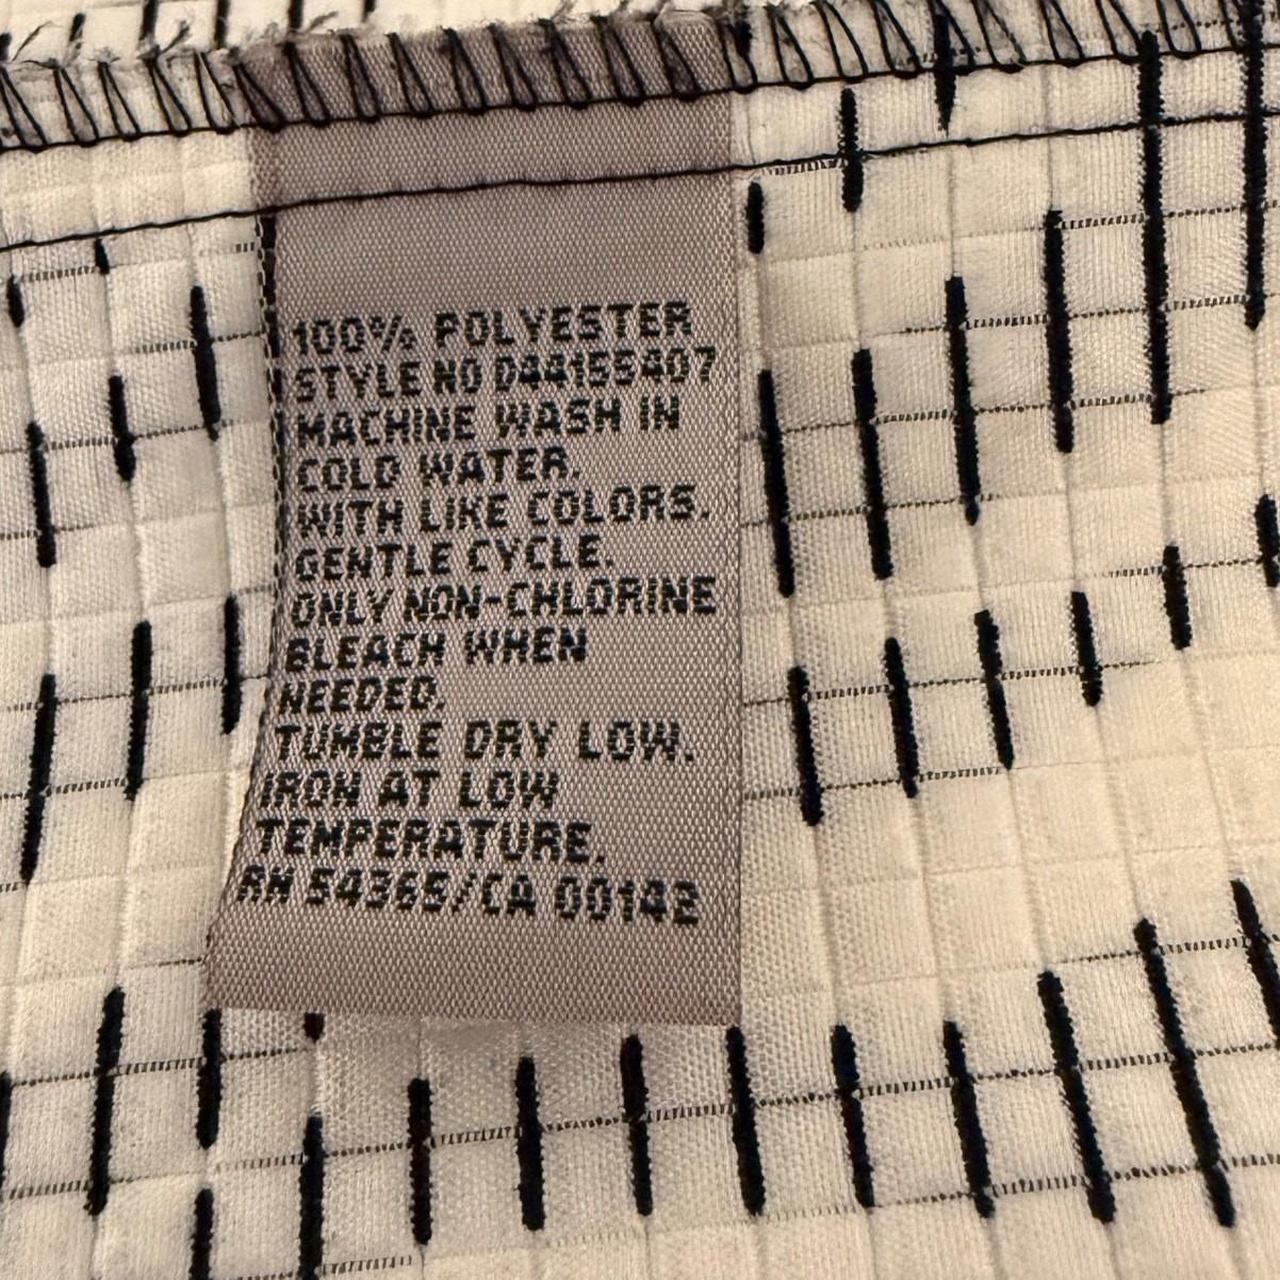 100% POLYESTER
STYLE NO D44155407
MACHINE WASH IN
COLD WATER.
WITH LIKE COLORS.
GENTLE CYCLE.
ONLY NON-CHLORINE
BLEACH WHEN
NEEDED.
TUMBLE DRY LOW.
IRON AT LOW
TEMPERATURE.
RN 54365/CA 00142